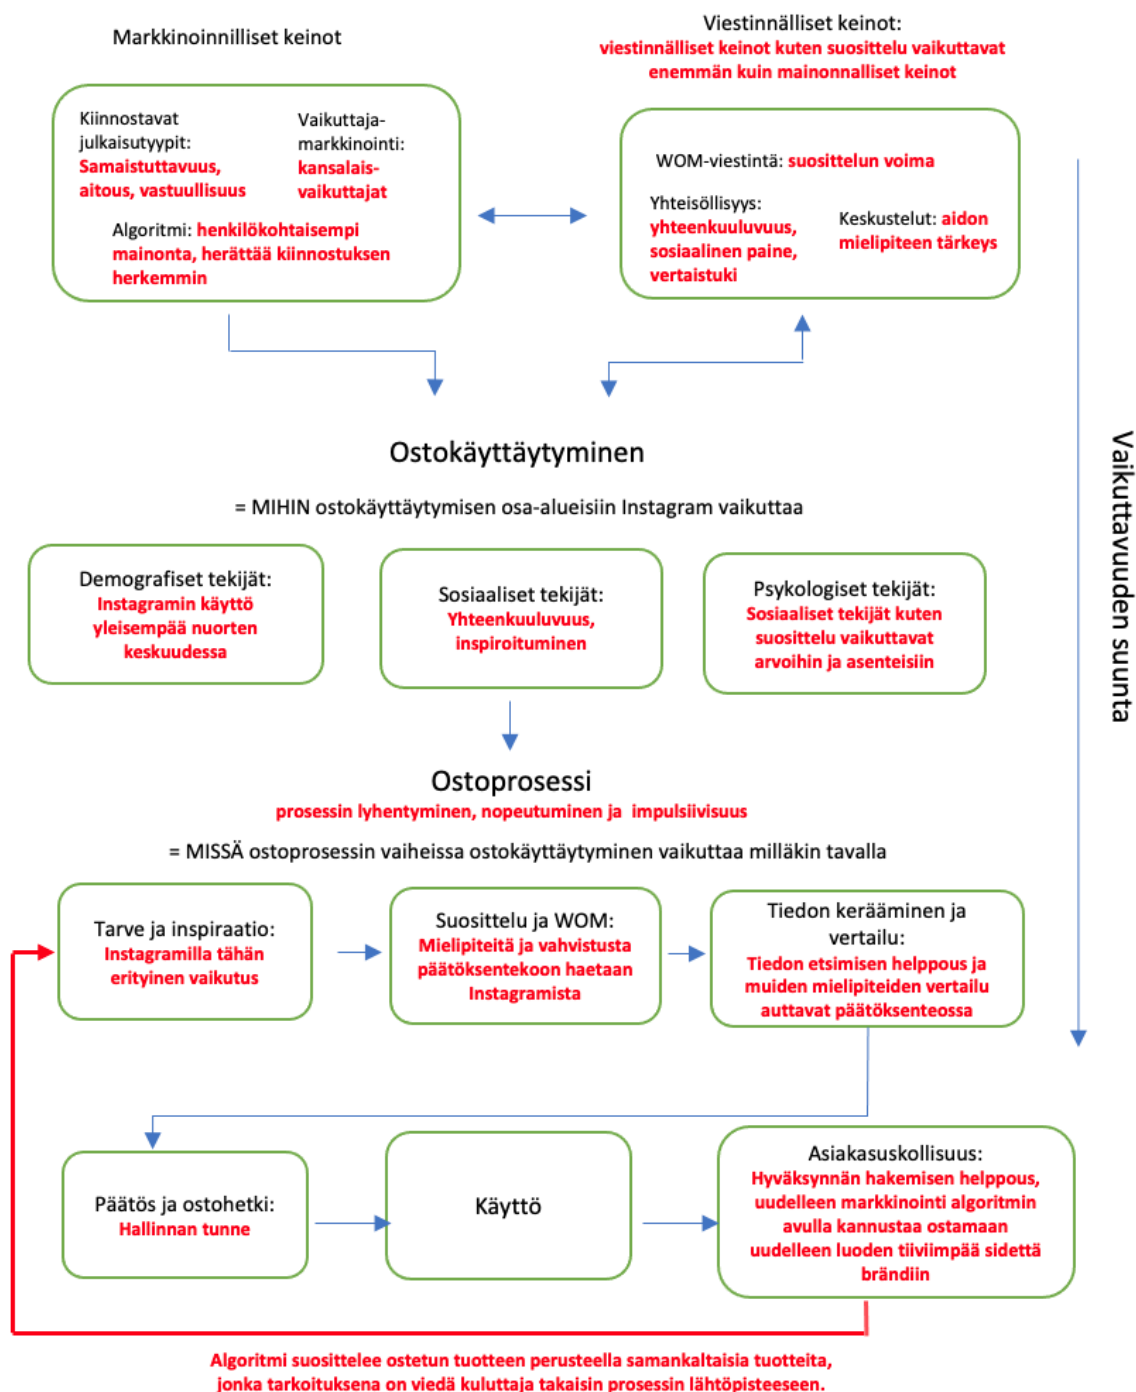 Markkinoinnilliset keinot
Viestinnälliset keinot:
viestinnälliset keinot kuten suosittelu vaikuttavat
enemmän kuin mainonnalliset keinot
Kiinnostavat
julkaisutyypit:
Samaistuttavuus,
aitous, vastuullisuus
Vaikuttaja-
markkinointi:
kansalais-
vaikuttajat
Algoritmi: henkilökohtaisempi
mainonta, herättää kiinnostuksen
herkemmin
WOM-viestintä: suosittelun voima
Yhteisöllisyys:
yhteenkuuluvuus,
sosiaalinen paine,
vertaistuki
Keskustelut: aidon
mielipiteen tärkeys
Vaikuttavuuden suunta
Ostokäyttäytyminen
= MIHIN ostokäyttäytymisen osa-alueisiin Instagram vaikuttaa
Demografiset tekijät:
Instagramin käyttö
yleisempää nuorten
keskuudessa
Sosiaaliset tekijät:
Yhteenkuuluvuus,
inspiroituminen
Psykologiset tekijät:
Sosiaaliset tekijät kuten
suosittelu vaikuttavat
arvoihin ja asenteisiin
Ostoprosessi
prosessin lyhentyminen, nopeutuminen ja impulsiivisuus
= MISSÄ ostoprosessin vaiheissa ostokäyttäytyminen vaikuttaa milläkin tavalla
Tarve ja inspiraatio:
Instagramilla tähän
erityinen vaikutus
Suosittelu ja WOM:
Mielipiteitä ja vahvistusta
päätöksentekoon haetaan
Instagramista
Tiedon kerääminen ja
vertailu:
Tiedon etsimisen helppous ja
muiden mielipiteiden vertailu
auttavat päätöksenteossa
Päätös ja ostohetki:
Hallinnan tunne
Käyttö
Asiakasuskollisuus:
Hyväksynnän hakemisen helppous,
uudelleen markkinointi algoritmin
avulla kannustaa ostamaan
uudelleen luoden tiiviimpää sidettä
brändiin
Algoritmi suosittelee ostetun tuotteen perusteella samankaltaisia tuotteita,
jonka tarkoituksena on viedä kuluttaja takaisin prosessin lähtöpisteeseen.